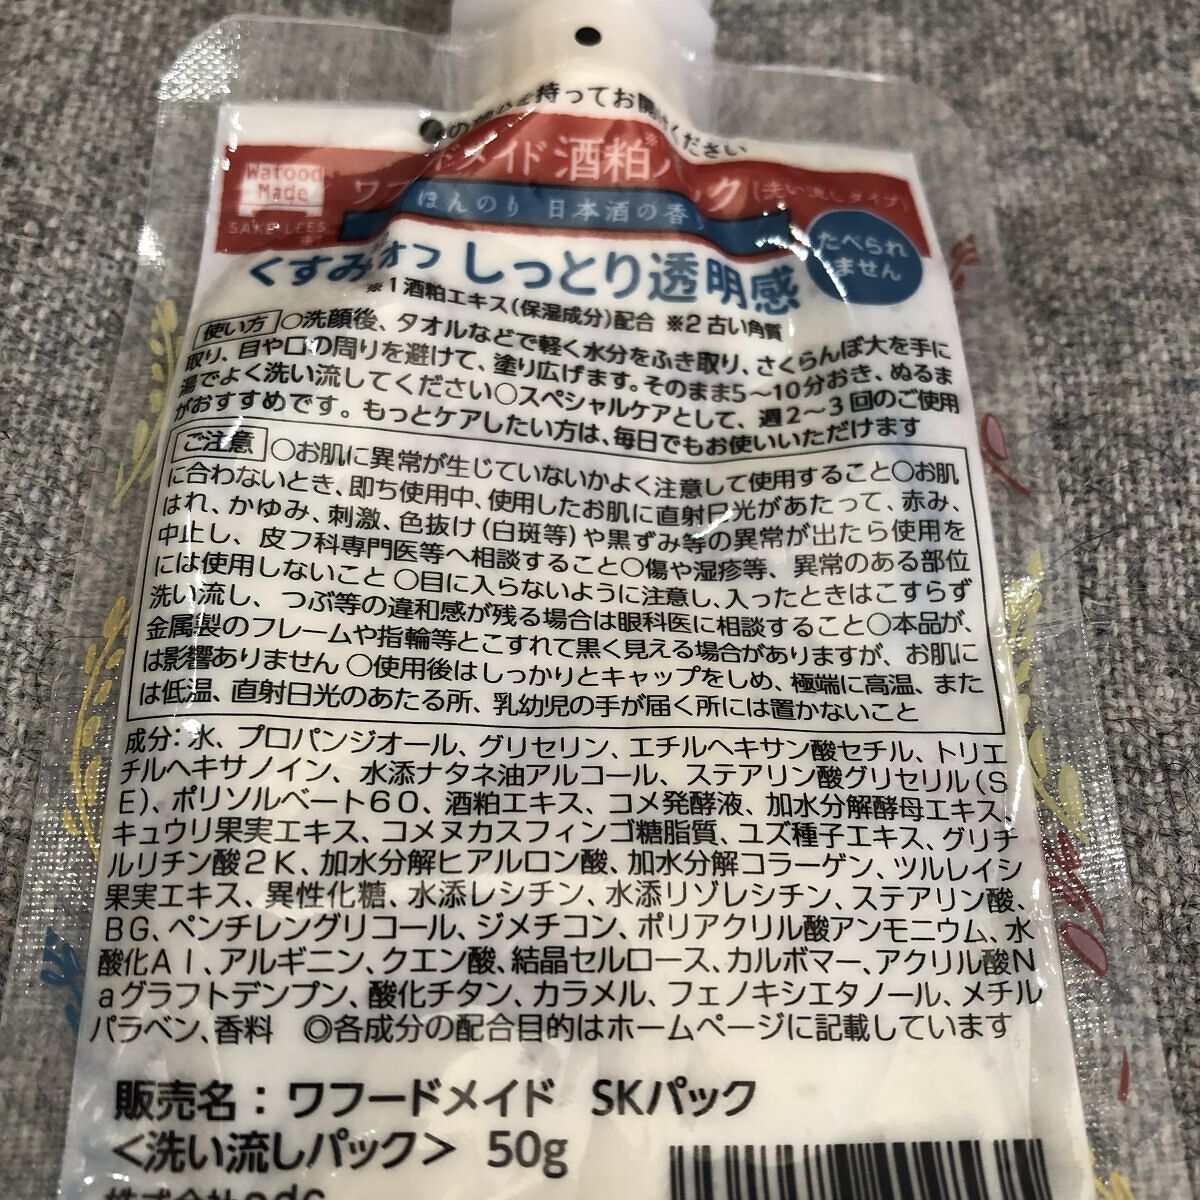 を持ってお開けください
Wafood
Made
SAKE LEES
ワフードメイド 酒粕パック(洗い流しタイプ)
ほんのり 日本酒の香り
たべられ
ません
くすみオフ しっとり透明感
※1 酒粕エキス(保湿成分)配合 ※2 古い角質
使い方 ○洗顔後、タオルなどで軽く水分をふき取り、さくらんぼ大を手に
取り、目や口の周りを避けて、塗り広げます。そのまま5〜10分おき、ぬるま
湯でよく洗い流してください○スペシャルケアとして、週2〜3回のご使用
がおすすめです。もっとケアしたい方は、毎日でもお使いいただけます
ご注意 ○お肌に異常が生じていないかよく注意して使用すること○お肌
に合わないとき、即ち使用中、使用したお肌に直射日光があたって、赤み、
はれ、かゆみ、刺激、色抜け(白斑等)や黒ずみ等の異常が出たら使用を
中止し、皮フ科専門医等へ相談すること○傷や湿疹等、異常のある部位
には使用しないこと ○目に入らないように注意し、入ったときはこすらず
洗い流し、つぶ等の違和感が残る場合は眼科医に相談すること○本品が、
金属製のフレームや指輪等とこすれて黒く見える場合がありますが、お肌に
は影響ありません ○使用後はしっかりとキャップをしめ、極端に高温、また
は低温、直射日光のあたる所、乳幼児の手が届く所には置かないこと
成分：水、プロパンジオール、グリセリン、エチルヘキサン酸セチル、トリエ
チルヘキサノイン、水添ナタネ油アルコール、ステアリン酸グリセリル(S
E)、ポリソルベート60、酒粕エキス、コメ発酵液、加水分解酵母エキス、
キュウリ果実エキス、コメヌカスフィンゴ糖脂質、ユズ種子エキス、グリチ
ルリチン酸2K、加水分解ヒアルロン酸、加水分解コラーゲン、ツルレイシ
果実エキス、異性化糖、水添レシチン、水添リゾレシチン、ステアリン酸、
BG、ペンチレングリコール、ジメチコン、ポリアクリル酸アンモニウム、水
酸化Al、アルギニン、クエン酸、結晶セルロース、カルボマー、アクリル酸N
aグラフトデンプン、酸化チタン、カラメル、フェノキシエタノール、メチル
パラベン、香料 ◎各成分の配合目的はホームページに記載しています
販売名：ワフードメイド SKパック
<洗い流しパック> 50g
株式会社pdc